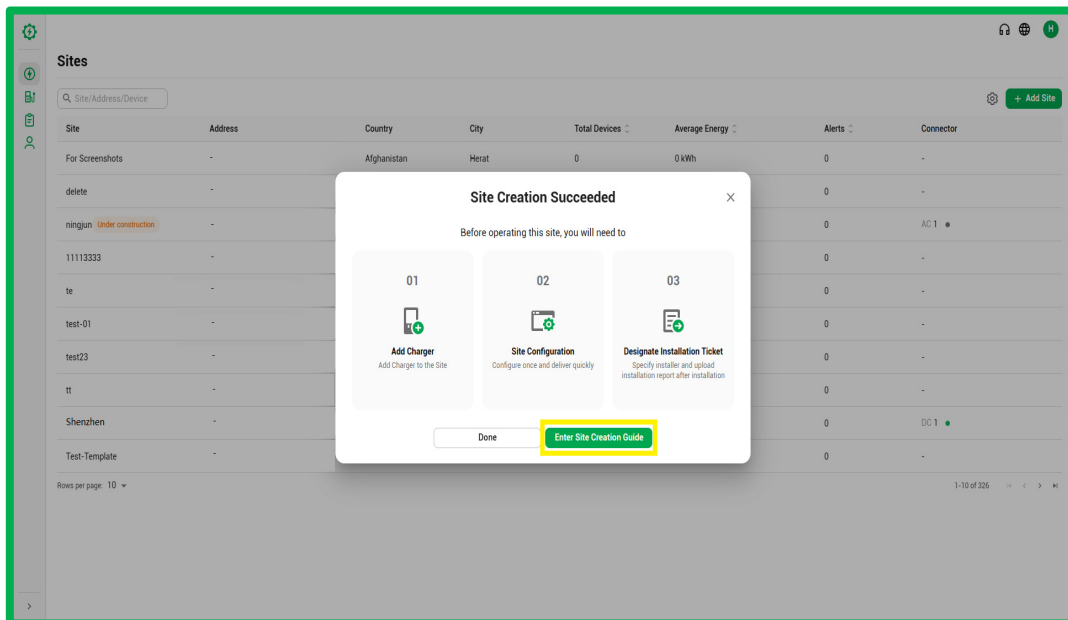 H
Sites
Site/Address/Device
+ Add Site
Site Address Country City Total Devices Average Energy Alerts Connector
For Screenshots - Afghanistan Herat 0 0 kWh 0 -
delete - 0 -
ningjun Under construction - 0 AC 1
11113333 - 0 -
te - 0 -
test-01 - 0 -
test23 - 0 -
tt - 0 -
Shenzhen - 0 DC 1
Test-Template - 0 -
Rows per page: 10 1-10 of 326
Site Creation Succeeded
Before operating this site, you will need to
01
Add Charger
Add Charger to the Site
02
Site Configuration
Configure once and deliver quickly
03
Designate Installation Ticket
Specify installer and upload
installation report after installation
Done
Enter Site Creation Guide